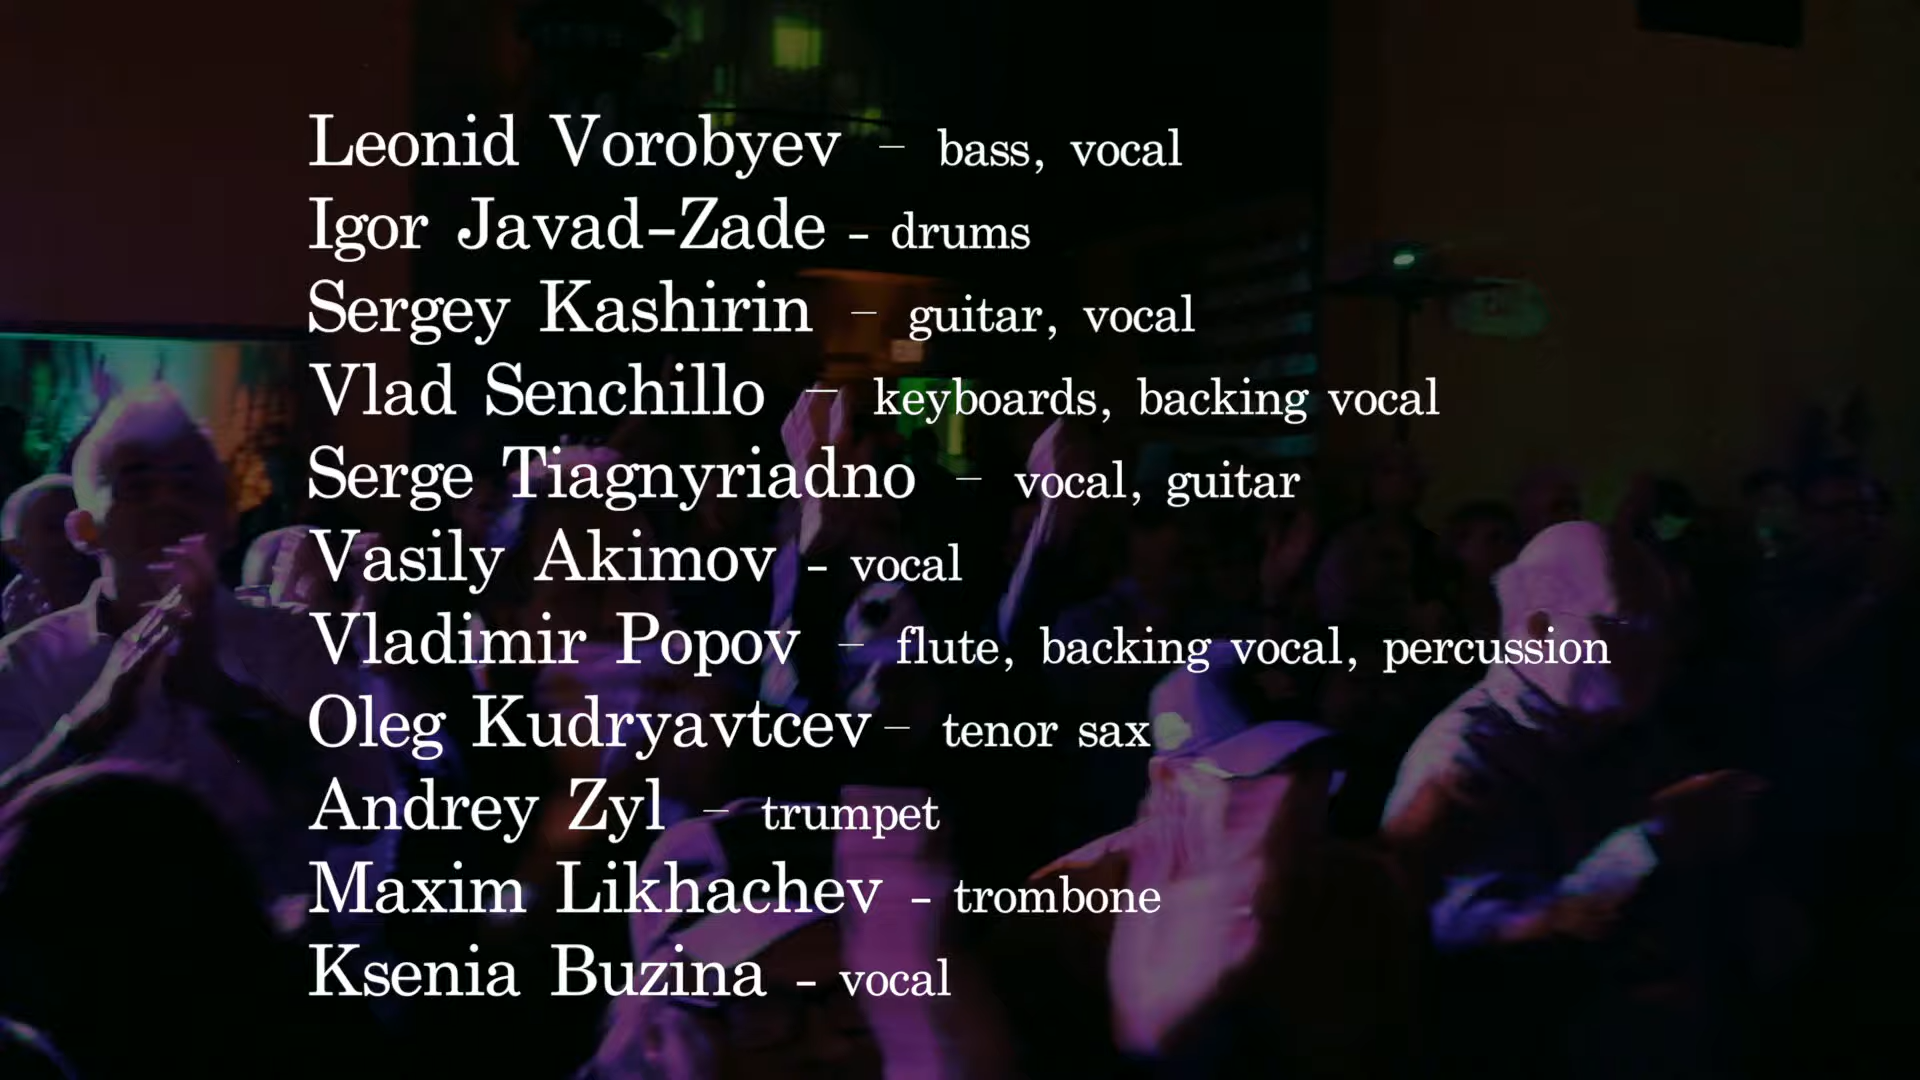 Leonid Vorobyev – bass, vocal
Igor Javad-Zade - drums
Sergey Kashirin – guitar, vocal
Vlad Senchillo – keyboards, backing vocal
Serge Tiagnyriadno – vocal, guitar
Vasily Akimov - vocal
Vladimir Popov – flute, backing vocal, percussion
Oleg Kudryavtcev – tenor sax
Andrey Zyl – trumpet
Maxim Likhachev - trombone
Ksenia Buzina - vocal